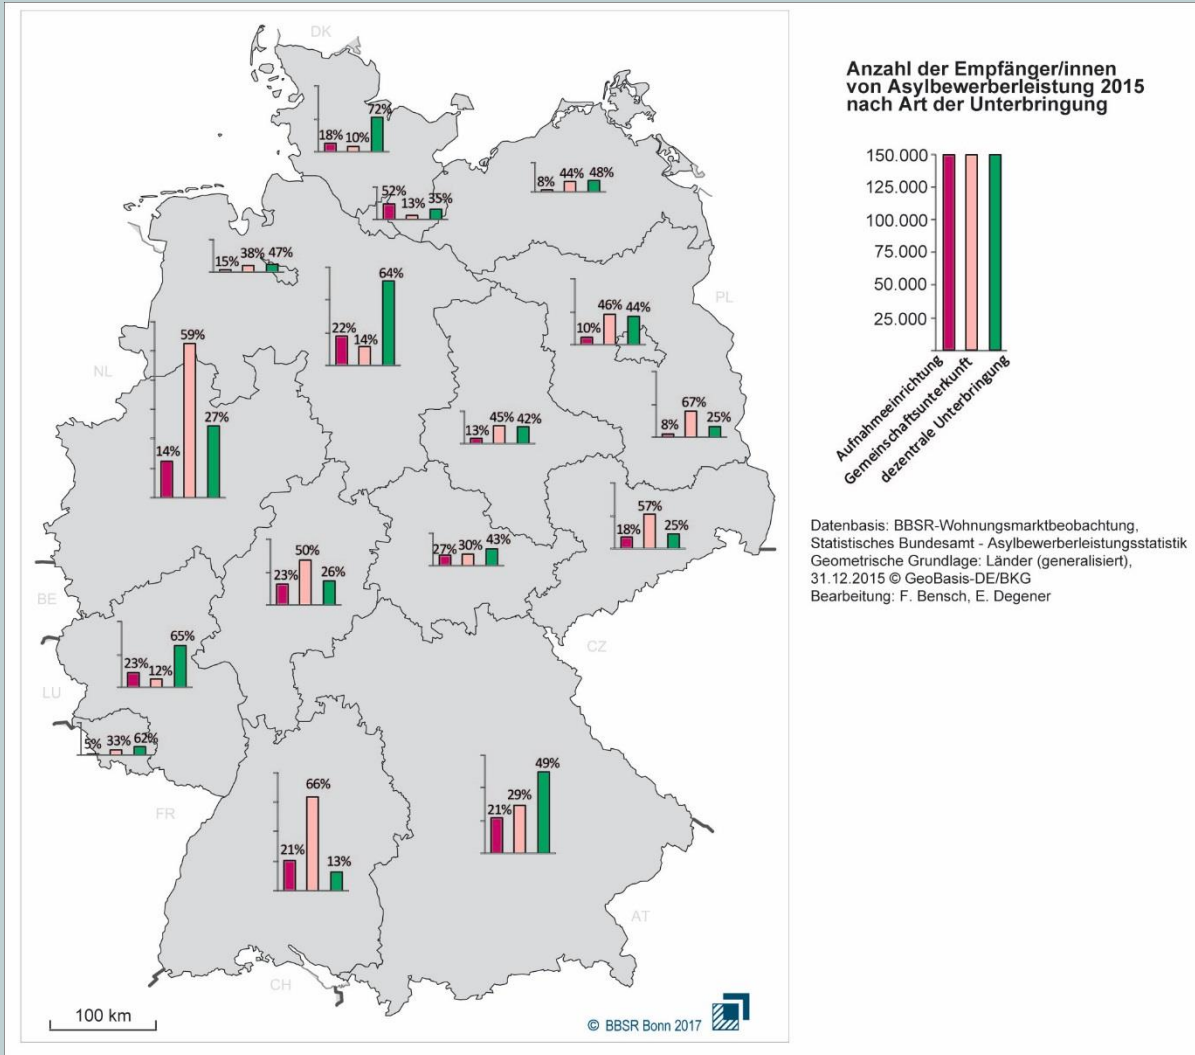 DK
72%
18% 10%
44% 48%
8%
52%
13% 35%
15% 38% 47%
64%
22%
14%
PL
46% 44%
10%
59%
NL
27%
14%
67%
8% 25%
45% 42%
13%
57%
18% 25%
27% 30% 43%
50%
23% 26%
BE
CZ
65%
23% 12%
LU
5% 33% 62%
FR
66%
21% 13%
49%
29%
21%
AT
CH
100 km
© BBSR Bonn 2017
Anzahl der Empfänger/innen
von Asylbewerberleistung 2015
nach Art der Unterbringung
150.000
125.000
100.000
75.000
50.000
25.000
Aufnahmeeinrichtung
Gemeinschaftsunterkunft
dezentrale Unterbringung
Datenbasis: BBSR-Wohnungsmarktbeobachtung,
Statistisches Bundesamt - Asylbewerberleistungsstatistik
Geometrische Grundlage: Länder (generalisiert),
31.12.2015 © GeoBasis-DE/BKG
Bearbeitung: F. Bensch, E. Degener